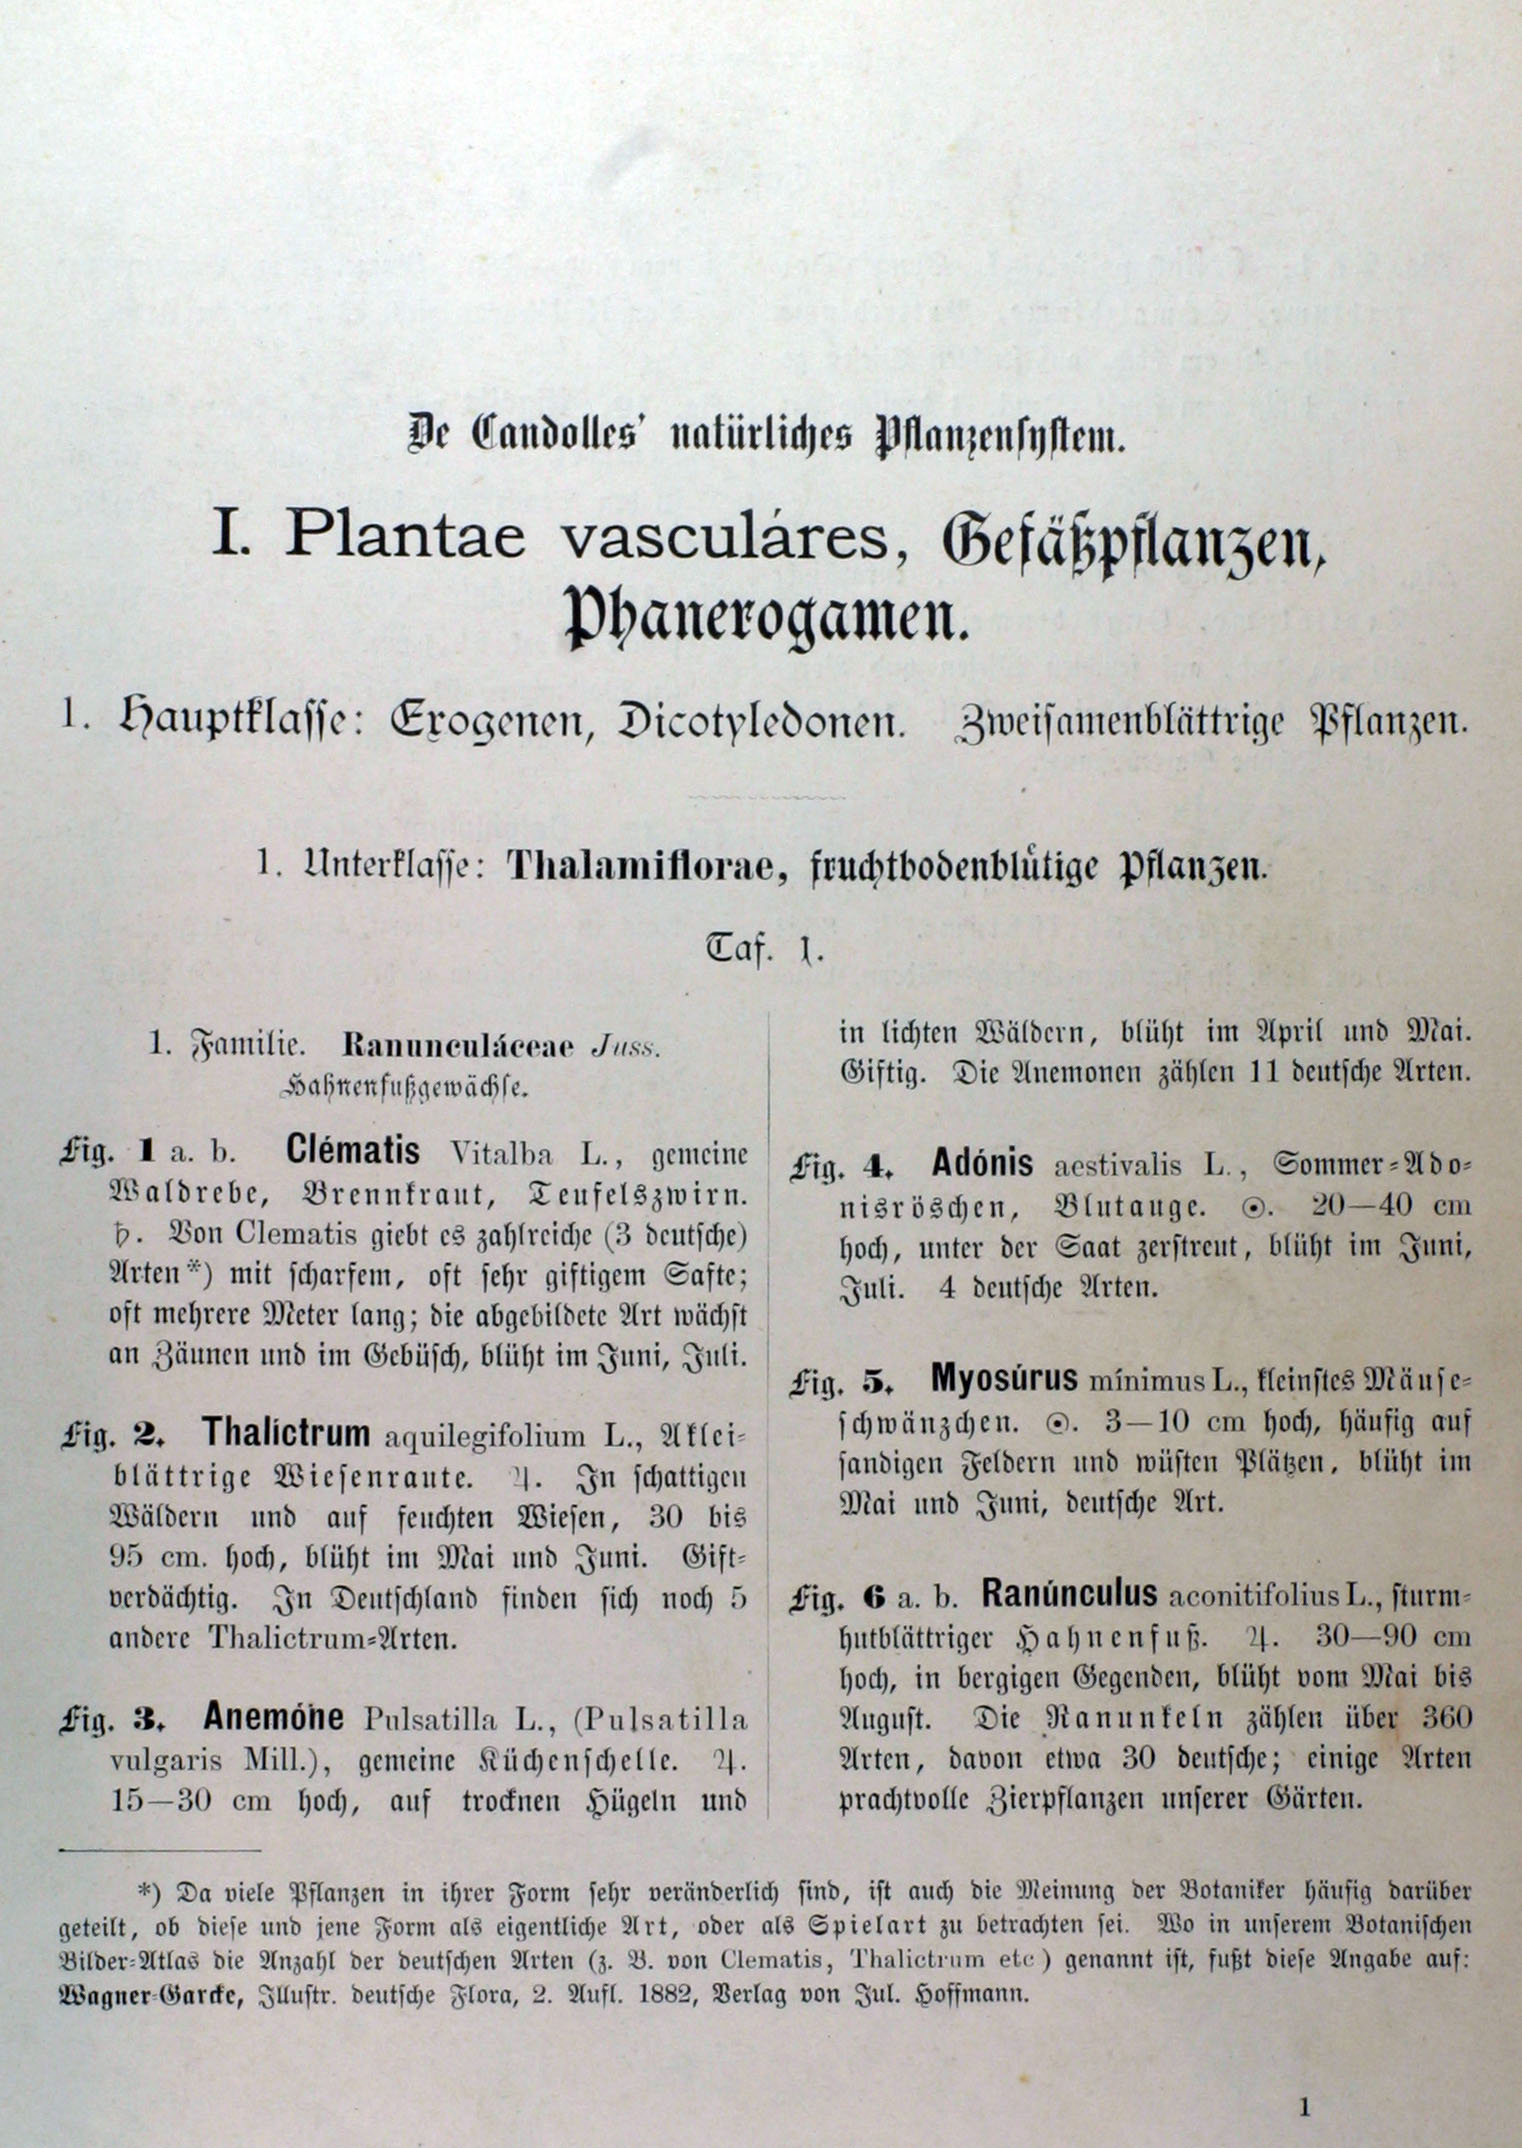 De Candolles' natürliches Pflanzensystem.
I. Plantae vasculáres, Gefäßpflanzen,
Phanerogamen.
1. Hauptklasse: Exogenen, Dicotyledonen. Zweisamenblättrige Pflanzen.
1. Unterklasse: Thalamiflorae, fruchtbodenblütige Pflanzen.
Taf. 1.
1. Familie. Ranunculáceae Juss.
Hahnenfußgewächse.
Fig. 1 a. b. Clématis Vitalba L., gemeine
Waldrebe, Brennkraut, Teufelszwirn.
♄. Von Clematis giebt es zahlreiche (3 deutsche)
Arten*) mit scharfem, oft sehr giftigem Safte;
oft mehrere Meter lang; die abgebildete Art wächst
an Zäunen und im Gebüsch, blüht im Juni, Juli.
Fig. 2. Thalíctrum aquilegifolium L., Aklei-
blättrige Wiesenraute. ♃. In schattigen
Wäldern und auf feuchten Wiesen, 30 bis
95 cm. hoch, blüht im Mai und Juni. Gift-
verdächtig. In Deutschland finden sich noch 5
andere Thalictrum-Arten.
Fig. 3. Anemóne Pulsatilla L., (Pulsatilla
vulgaris Mill.), gemeine Küchenschelle. ♃.
15—30 cm hoch, auf trocknen Hügeln und
in lichten Wäldern, blüht im April und Mai.
Giftig. Die Anemonen zählen 11 deutsche Arten.
Fig. 4. Adónis aestivalis L., Sommer-Ado-
nisröschen, Blutauge. ⊙. 20—40 cm
hoch, unter der Saat zerstreut, blüht im Juni,
Juli. 4 deutsche Arten.
Fig. 5. Myosúrus mínimus L., kleinstes Mäuse-
schwänzchen. ⊙. 3—10 cm hoch, häufig auf
sandigen Feldern und wüsten Plätzen, blüht im
Mai und Juni, deutsche Art.
Fig. 6 a. b. Ranúnculus aconitifolius L., sturm-
hutblättriger Hahnenfuß. ♃. 30—90 cm
hoch, in bergigen Gegenden, blüht vom Mai bis
August. Die Ranunkeln zählen über 360
Arten, davon etwa 30 deutsche; einige Arten
prachtvolle Zierpflanzen unserer Gärten.
*) Da viele Pflanzen in ihrer Form sehr veränderlich sind, ist auch die Meinung der Botaniker häufig darüber
geteilt, ob diese und jene Form als eigentliche Art, oder als Spielart zu betrachten sei. Wo in unserem Botanischen
Bilder-Atlas die Anzahl der deutschen Arten (z. B. von Clematis, Thalictrum etc) genannt ist, fußt diese Angabe auf:
Wagner-Garcke, Illustr. deutsche Flora, 2. Aufl. 1882, Verlag von Jul. Hoffmann.
1